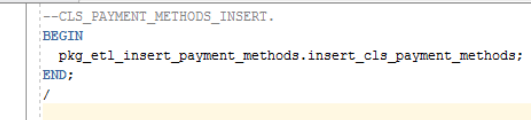 --CLS_PAYMENT_METHODS_INSERT.
BEGIN
  pkg_etl_insert_payment_methods.insert_cls_payment_methods;
END;
/